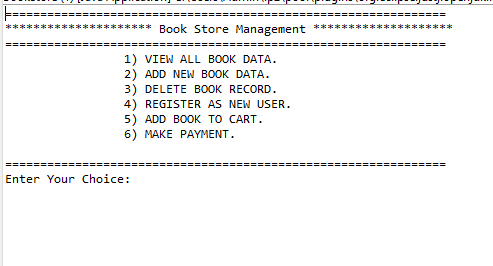 ===============================================================
********************* Book Store Management ********************
===============================================================
1) VIEW ALL BOOK DATA.
2) ADD NEW BOOK DATA.
3) DELETE BOOK RECORD.
4) REGISTER AS NEW USER.
5) ADD BOOK TO CART.
6) MAKE PAYMENT.
===============================================================
Enter Your Choice: